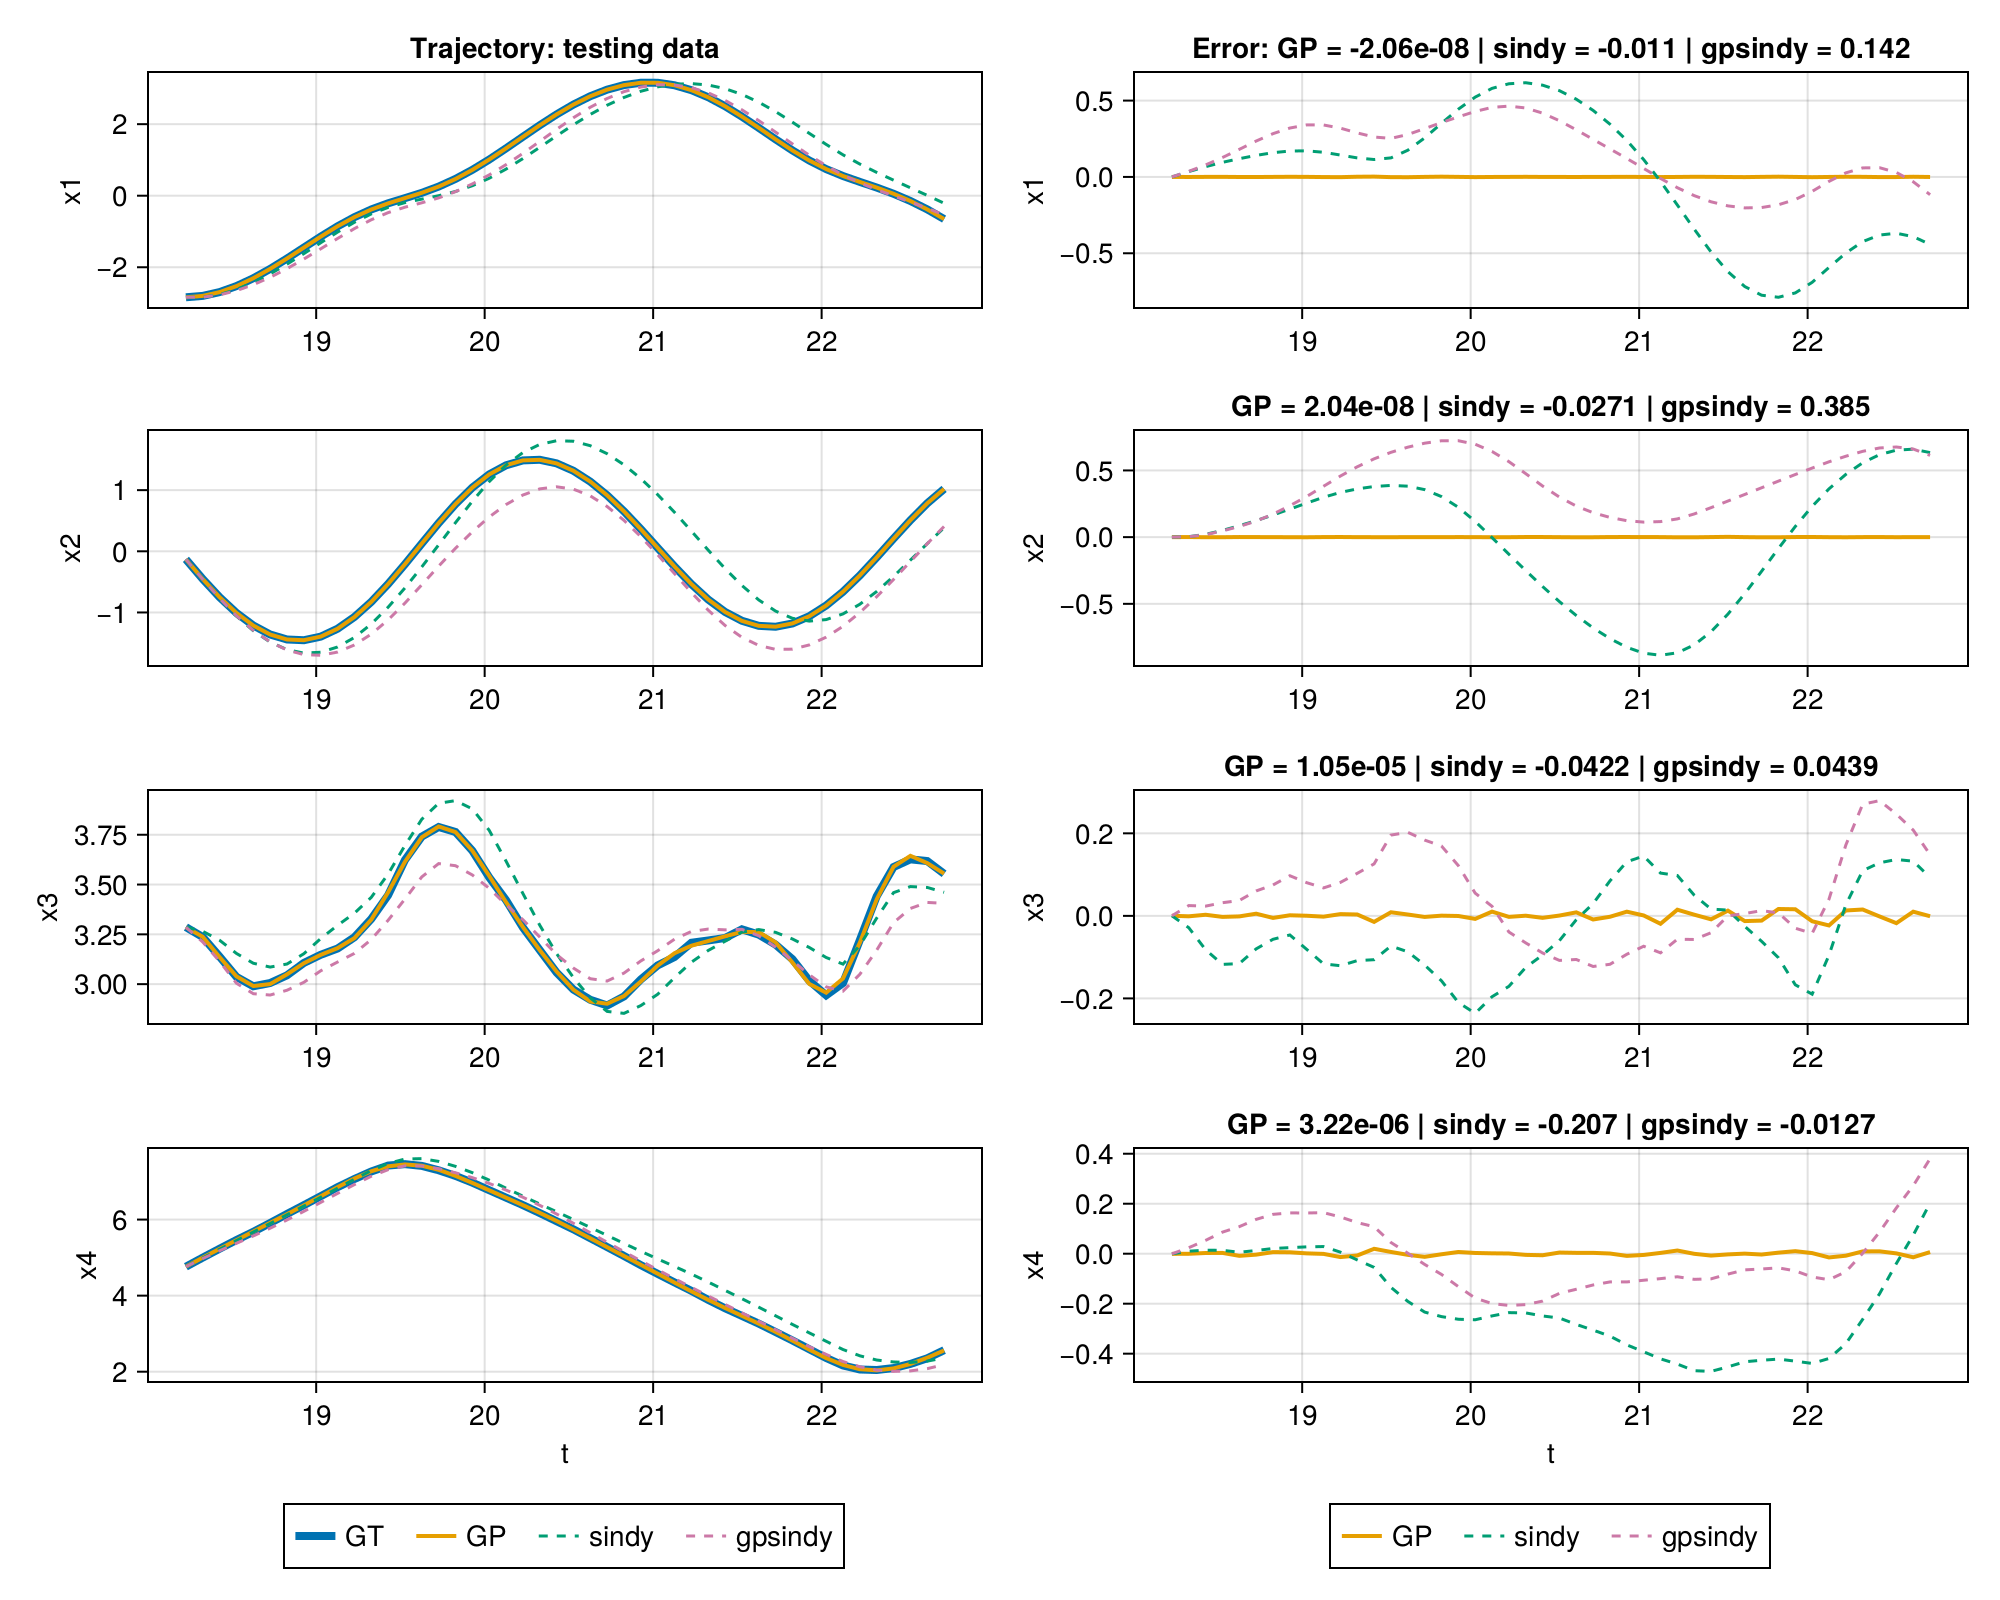 Trajectory: testing data
x1
2
0
−2
19 20 21 22
Error: GP = -2.06e-08 | sindy = -0.011 | gpsindy = 0.142
x1
0.5
0.0
−0.5
19 20 21 22
x2
1
0
−1
19 20 21 22
GP = 2.04e-08 | sindy = -0.0271 | gpsindy = 0.385
x2
0.5
0.0
−0.5
19 20 21 22
x3
3.75
3.50
3.25
3.00
19 20 21 22
GP = 1.05e-05 | sindy = -0.0422 | gpsindy = 0.0439
x3
0.2
0.0
−0.2
19 20 21 22
x4
6
4
2
19 20 21 22
t
GP = 3.22e-06 | sindy = -0.207 | gpsindy = -0.0127
x4
0.4
0.2
0.0
−0.2
−0.4
19 20 21 22
t
GT GP sindy gpsindy
GP sindy gpsindy